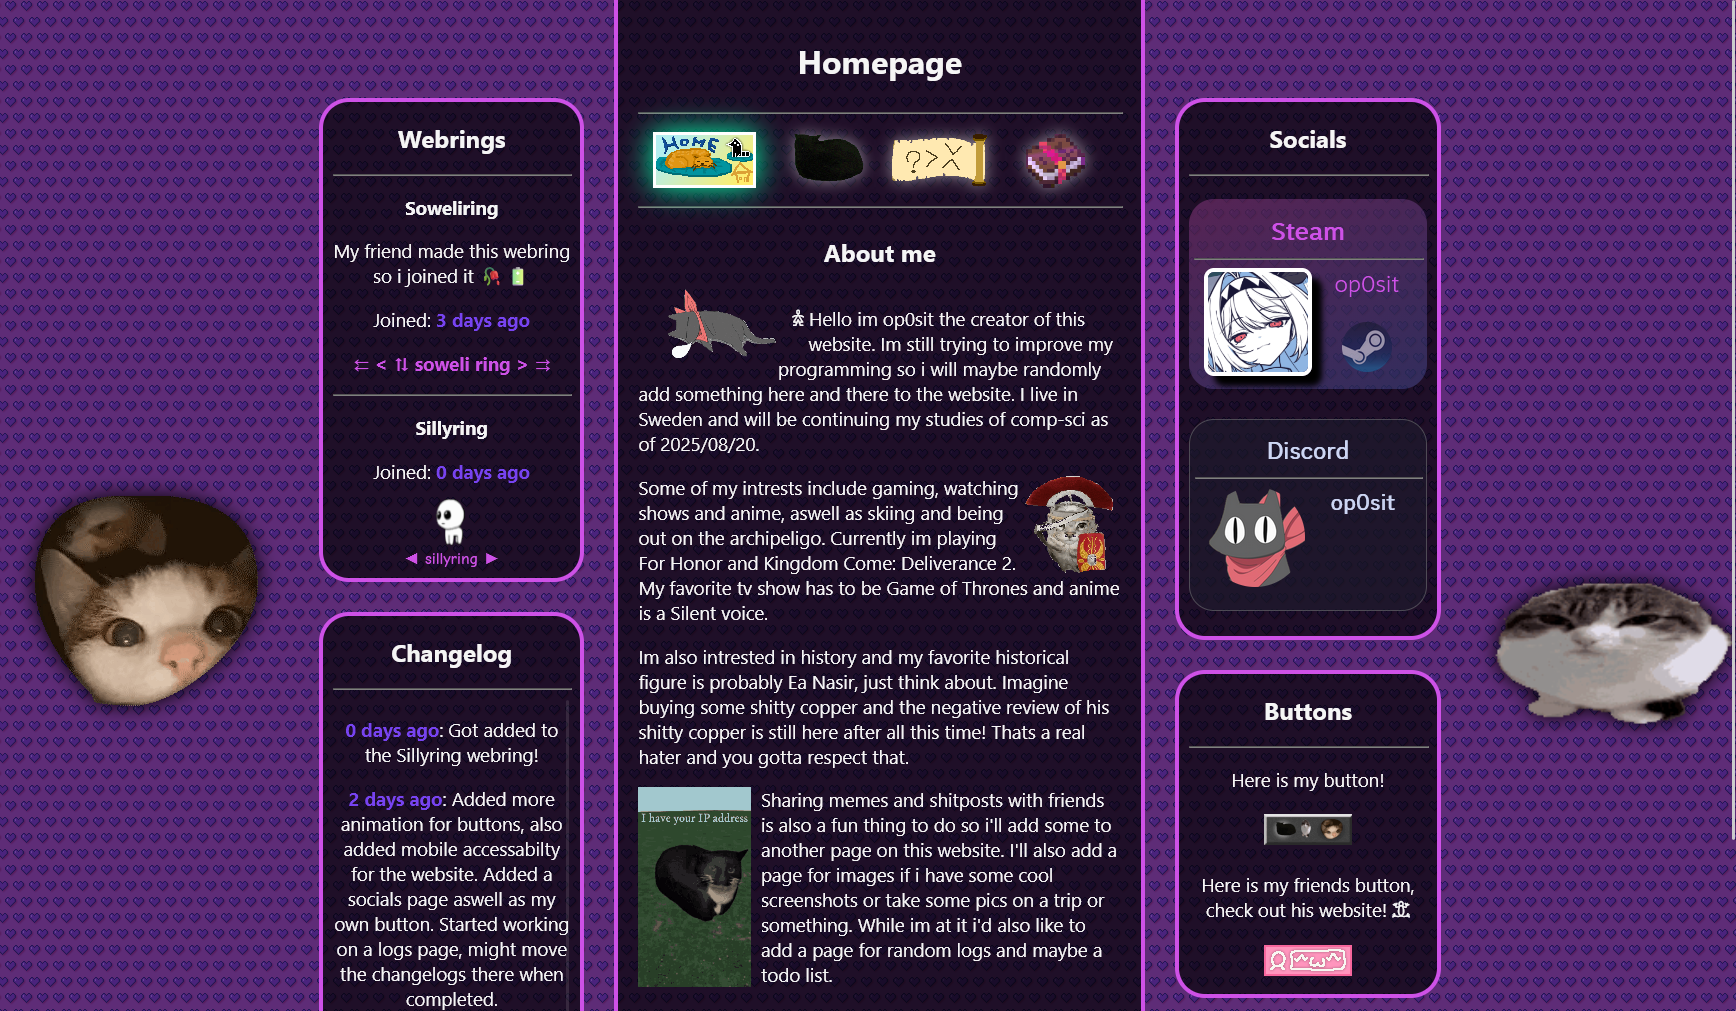 Homepage
HOME
?
Webrings
Soweliring
My friend made this webring
so i joined it 🥀 🔋
Joined: 3 days ago
⇇ < ⇅ soweli ring > ⇉
Sillyring
Joined: 0 days ago
◀ sillyring ▶
Changelog
0 days ago: Got added to
the Sillyring webring!
2 days ago: Added more
animation for buttons, also
added mobile accessabilty
for the website. Added a
socials page aswell as my
own button. Started working
on a logs page, might move
the changelogs there when
completed.
About me
Hello im op0sit the creator of this
website. Im still trying to improve my
programming so i will maybe randomly
add something here and there to the website. I live in
Sweden and will be continuing my studies of comp-sci as
of 2025/08/20.
Some of my intrests include gaming, watching
shows and anime, aswell as skiing and being
out on the archipeligo. Currently im playing
For Honor and Kingdom Come: Deliverance 2.
My favorite tv show has to be Game of Thrones and anime
is a Silent voice.
Im also intrested in history and my favorite historical
figure is probably Ea Nasir, just think about. Imagine
buying some shitty copper and the negative review of his
shitty copper is still here after all this time! Thats a real
hater and you gotta respect that.
I have your IP address
Sharing memes and shitposts with friends
is also a fun thing to do so i'll add some to
another page on this website. I'll also add a
page for images if i have some cool
screenshots or take some pics on a trip or
something. While im at it i'd also like to
add a page for random logs and maybe a
todo list.
Socials
Steam
op0sit
Discord
op0sit
Buttons
Here is my button!
Here is my friends button,
check out his website!